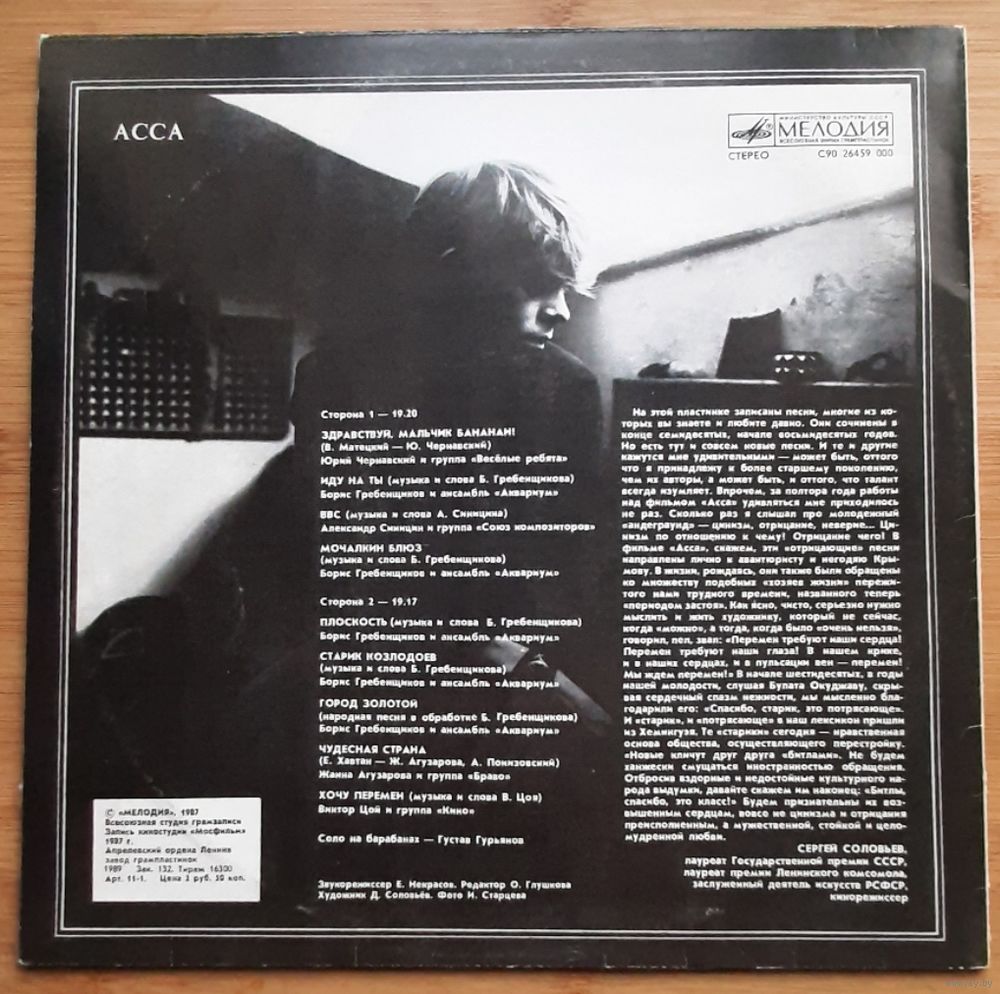 АССА
МИНИСТЕРСТВО КУЛЬТУРЫ СССР
МЕЛОДИЯ
ВСЕСОЮЗНАЯ ФИРМА ГРАМПЛАСТИНОК
СТЕРЕО С90 26459 000
Сторона 1 — 19.20
ЗДРАВСТВУЙ, МАЛЬЧИК БАНАНАН!
(В. Матецкий — Ю. Чернавский)
Юрий Чернавский и группа «Весёлые ребята»
ИДУ НА ТЫ (музыка и слова Б. Гребенщикова)
Борис Гребенщиков и ансамбль «Аквариум»
ВВС (музыка и слова А. Синицина)
Александр Синицин и группа «Союз композиторов»
МОЧАЛКИН БЛЮЗ
(музыка и слова Б. Гребенщикова)
Борис Гребенщиков и ансамбль «Аквариум»
Сторона 2 — 19.17
ПЛОСКОСТЬ (музыка и слова Б. Гребенщикова)
Борис Гребенщиков и ансамбль «Аквариум»
СТАРИК КОЗЛОДОЕВ
(музыка и слова Б. Гребенщикова)
Борис Гребенщиков и ансамбль «Аквариум»
ГОРОД ЗОЛОТОЙ
(народная песня в обработке Б. Гребенщикова)
Борис Гребенщиков и ансамбль «Аквариум»
ЧУДЕСНАЯ СТРАНА
(Е. Хавтан — Ж. Агузарова, А. Понизовский)
Жанна Агузарова и группа «Браво»
ХОЧУ ПЕРЕМЕН (музыка и слова В. Цоя)
Виктор Цой и группа «Кино»
Соло на барабанах — Густав Гурьянов
Звукорежиссер Е. Некрасов. Редактор О. Глушкова
Художник Д. Соловьёв. Фото И. Старцева
На этой пластинке записаны песни, многие из ко-
торых вы знаете и любите давно. Они сочинены в
конце семидесятых, начале восьмидесятых годов.
Но есть тут и совсем новые песни. И те и другие
кажутся мне удивительными — может быть, оттого
что я принадлежу к более старшему поколению,
чем их авторы, а может быть, и оттого, что талант
всегда изумляет. Впрочем, за полтора года работы
над фильмом «Асса» удивляться мне приходилось
не раз. Сколько раз я слышал про молодежный
«андеграунд» — цинизм, отрицание, неверие... Ци-
низм по отношению к чему? Отрицание чего? В
фильме «Асса», скажем, эти «отрицающие» песни
направлены лично к авантюристу и негодяю Кры-
мову. В жизни, рождаясь, они также были обращены
ко множеству подобных «хозяев жизни» пережи-
того нами трудного времени, названного теперь
«периодом застоя». Как ясно, чисто, серьезно нужно
мыслить и жить художнику, который не сейчас,
когда «можно», а тогда, когда было «очень нельзя»,
говорил, пел, звал: «Перемен требуют наши сердца!
Перемен требуют наши глаза! В нашем крике,
и в наших сердцах, и в пульсации вен — перемен!
Мы ждем перемен!» В начале шестидесятых, в годы
нашей молодости, слушая Булата Окуджаву, скры-
вая сердечный спазм нежности, мы мысленно бла-
годарили его: «Спасибо, старик, это потрясающе».
И «старик», и «потрясающе» в наш лексикон пришли
из Хемингуэя. Те «старики» сегодня — нравственная
основа общества, осуществляющего перестройку.
«Новые кличут друг друга «битлами». Не будем
ханжески смущаться иностранностью обращения.
Отбросив вздорные и недостойные культурного на-
рода выдумки, давайте скажем им наконец: «Битлы,
спасибо, это класс!» Будем признательны их воз-
вышенным сердцам, вовсе не цинизма и отрицания
преисполненным, а мужественной, стойкой и цело-
мудренной любви.
СЕРГЕЙ СОЛОВЬЕВ,
лауреат Государственной премии СССР,
лауреат премии Ленинского комсомола,
заслуженный деятель искусств РСФСР,
кинорежиссер
© «МЕЛОДИЯ», 1987
Всесоюзная студия грамзаписи
Запись киностудии «Мосфильм»
1987 г.
Апрелевский ордена Ленина
завод грампластинок
1989 Зак. 132. Тираж 16300
Арт. 11-1. Цена 3 руб. 50 коп.